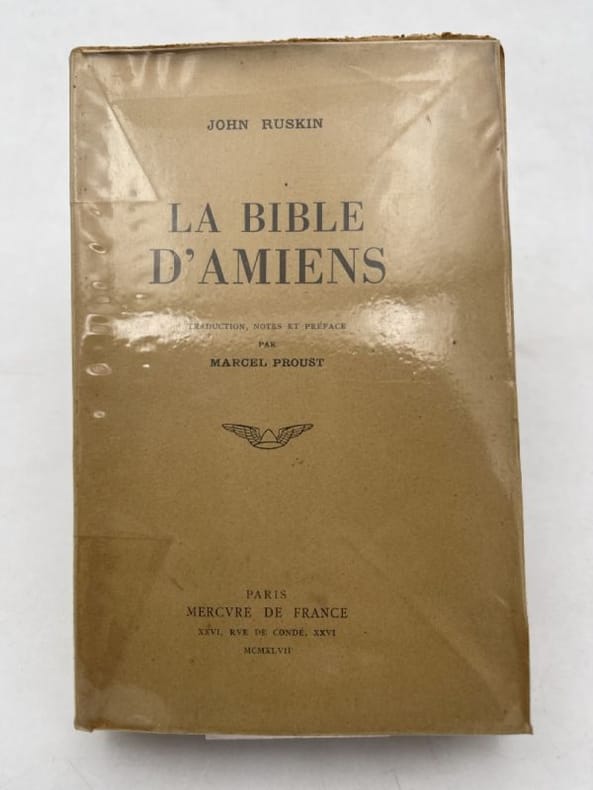 JOHN RUSKIN
LA BIBLE
D'AMIENS
TRADUCTION, NOTES ET PRÉFACE
PAR
MARCEL PROUST
PARIS
MERCVRE DE FRANCE
XXVI, RVE DE CONDÉ, XXVI
MCMXLVII